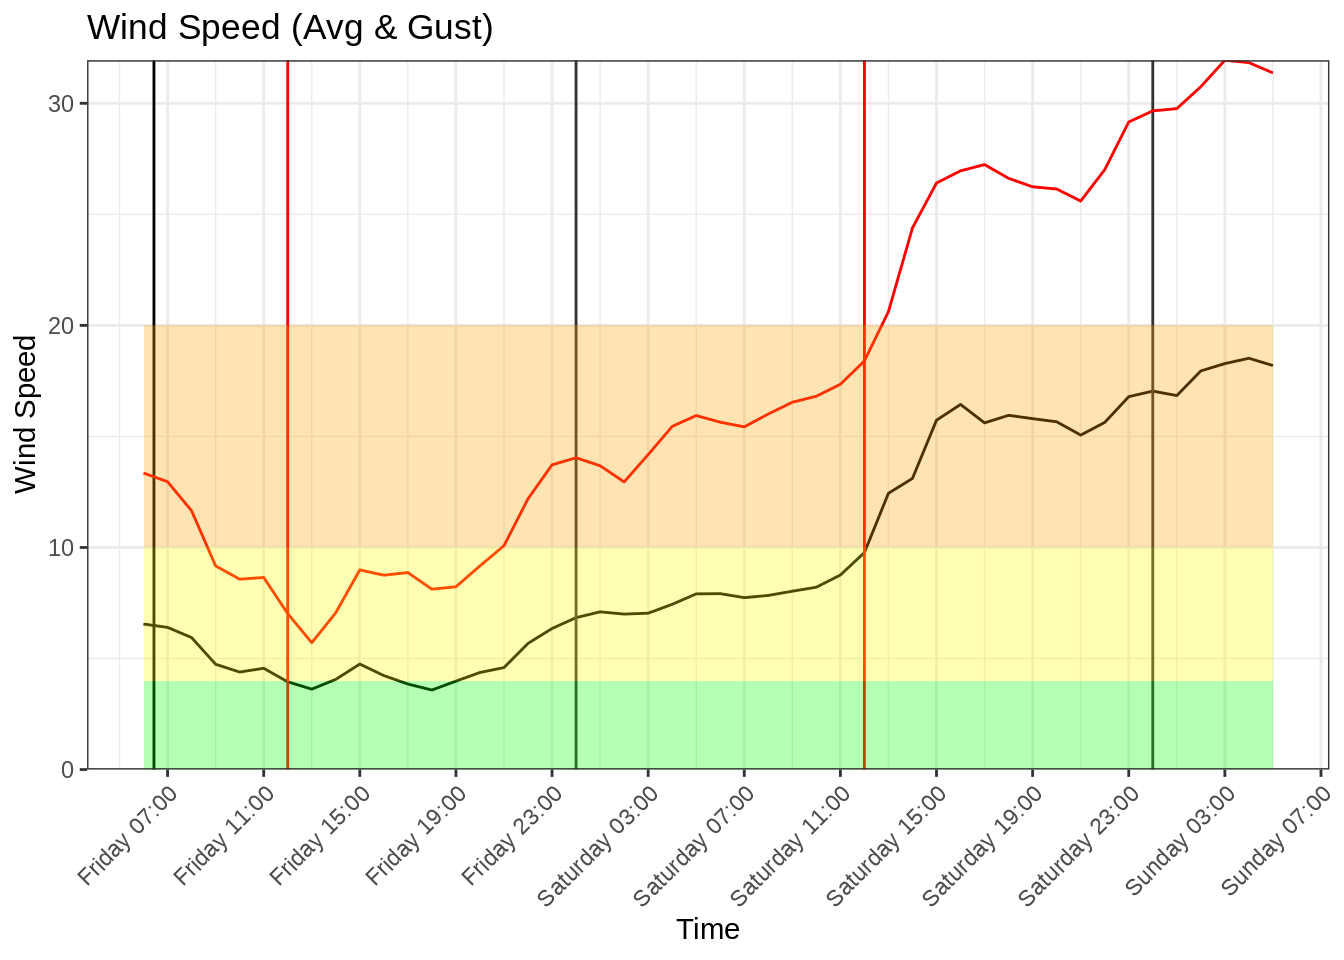 Wind Speed (Avg & Gust)
Wind Speed
30
20
10
0
Friday 07:00
Friday 11:00
Friday 15:00
Friday 19:00
Friday 23:00
Saturday 03:00
Saturday 07:00
Saturday 11:00
Saturday 15:00
Saturday 19:00
Saturday 23:00
Sunday 03:00
Sunday 07:00
Time